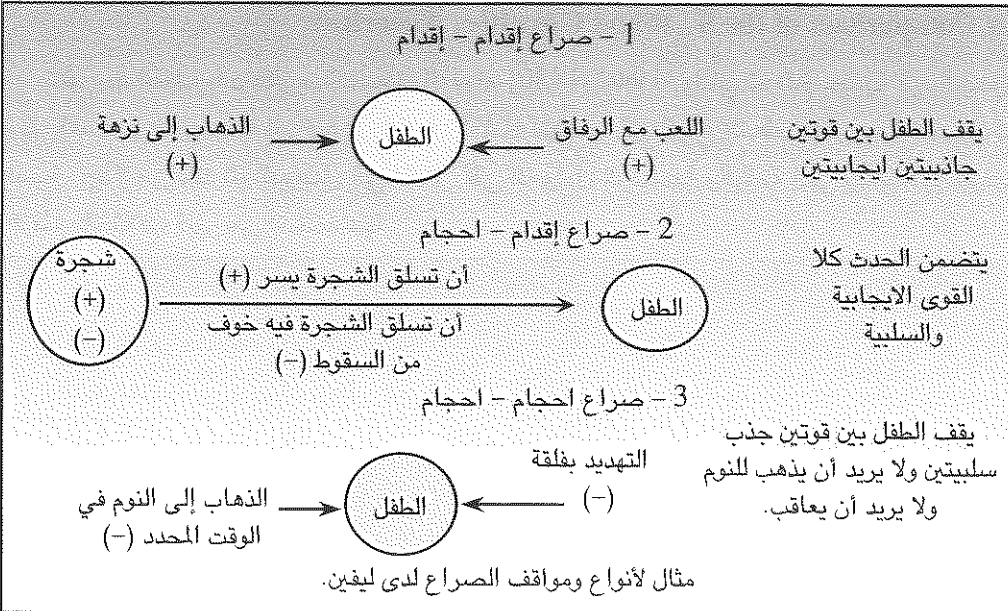 1 - صراع إقدام - إقدام
يقف الطفل بين قوتين
جاذبيتين ايجابيتين
اللعب مع الرفاق
(+)
الطفل
الذهاب إلى نزهة
(+)
2 - صراع إقدام - احجام
يتضمن الحدث كلا
القوى الايجابية
والسلبية
الطفل
أن تسلق الشجرة يسر (+)
أن تسلق الشجرة فيه خوف
من السقوط (-)
شجرة
(+)
(-)
3 - صراع احجام - احجام
يقف الطفل بين قوتين جذب
سلبيتين ولا يريد أن يذهب للنوم
ولا يريد أن يعاقب.
التهديد بفلقة
(-)
الطفل
الذهاب إلى النوم في
الوقت المحدد (-)
مثال لأنواع ومواقف الصراع لدى ليفين.